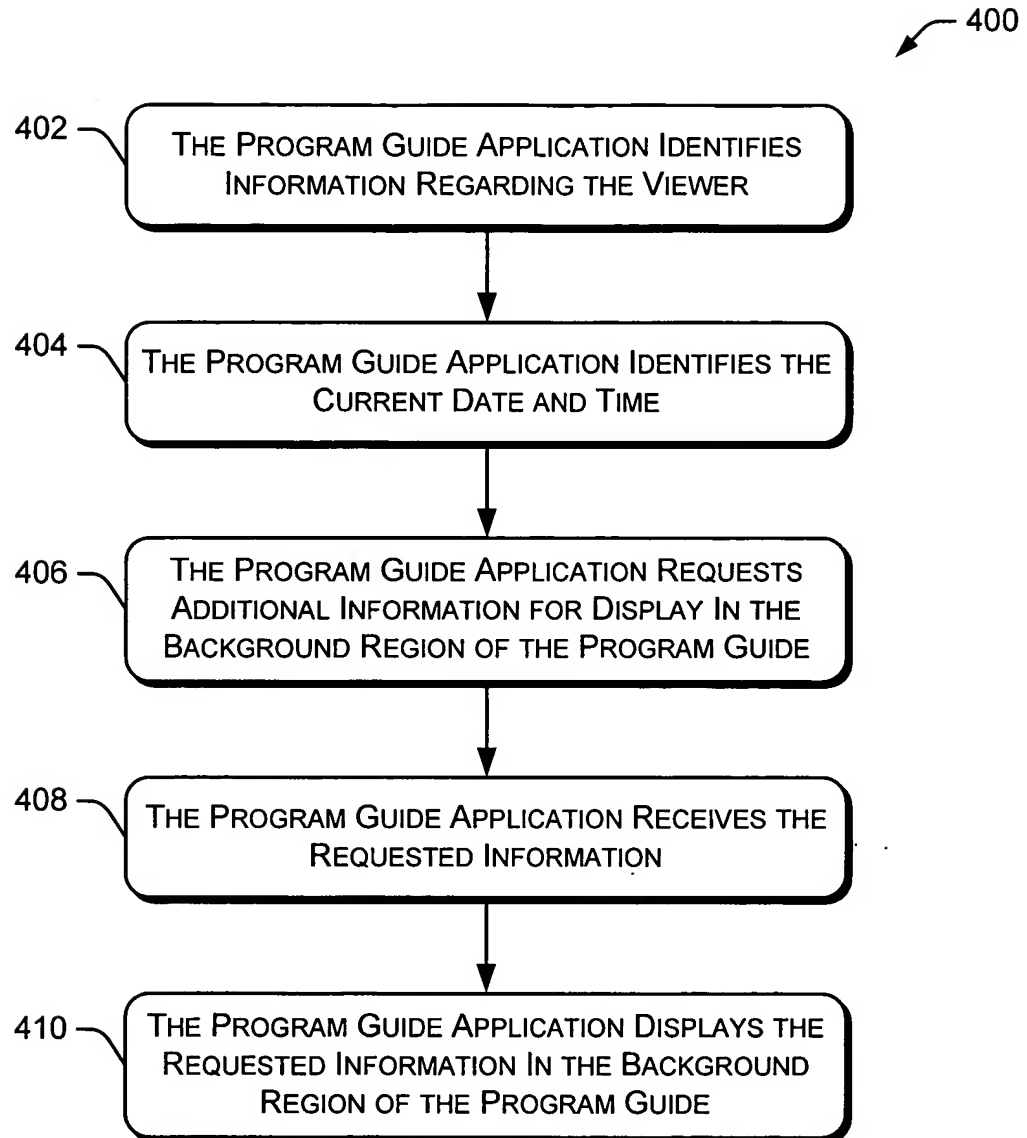 400
402
THE PROGRAM GUIDE APPLICATION IDENTIFIES
INFORMATION REGARDING THE VIEWER
404
THE PROGRAM GUIDE APPLICATION IDENTIFIES THE
CURRENT DATE AND TIME
406
THE PROGRAM GUIDE APPLICATION REQUESTS
ADDITIONAL INFORMATION FOR DISPLAY IN THE
BACKGROUND REGION OF THE PROGRAM GUIDE
408
THE PROGRAM GUIDE APPLICATION RECEIVES THE
REQUESTED INFORMATION
410
THE PROGRAM GUIDE APPLICATION DISPLAYS THE
REQUESTED INFORMATION IN THE BACKGROUND
REGION OF THE PROGRAM GUIDE